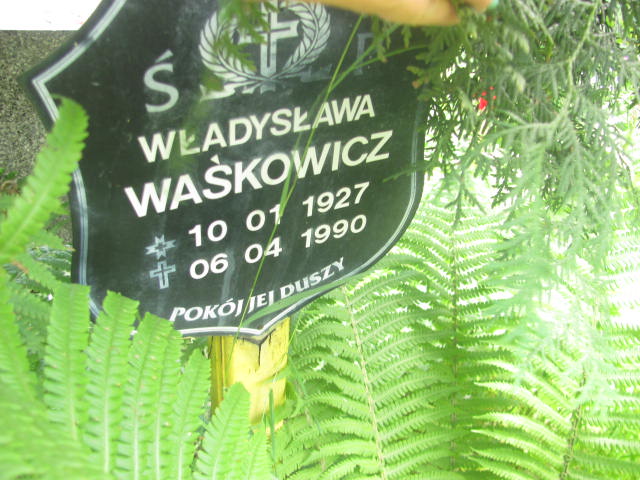 Ś P
WŁADYSŁAWA
WAŚKOWICZ
10 01 1927
06 04 1990
POKÓJ JEJ DUSZY